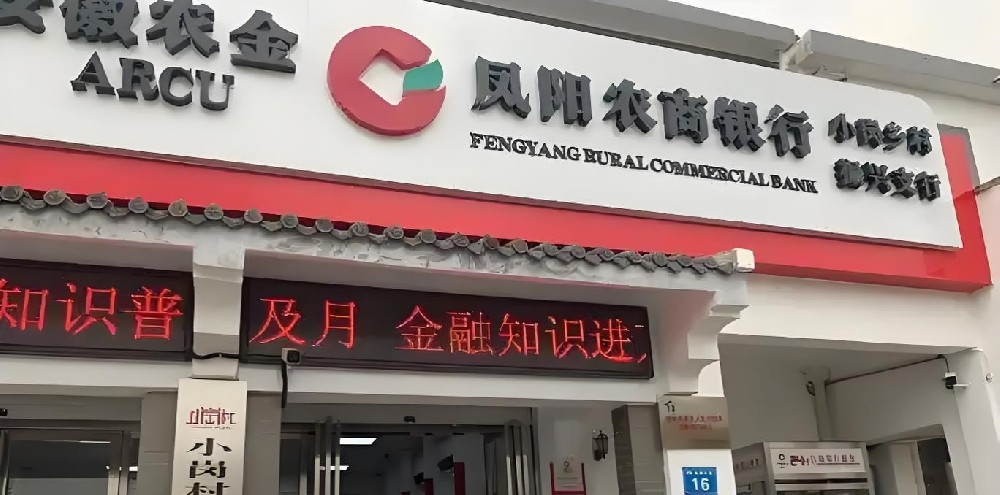 安徽农金
ARCU
凤阳农商银行
FENGYANG RURAL COMMERCIAL BANK
小岗乡村
振兴支行
知识普及月 金融知识进
小岗村
16